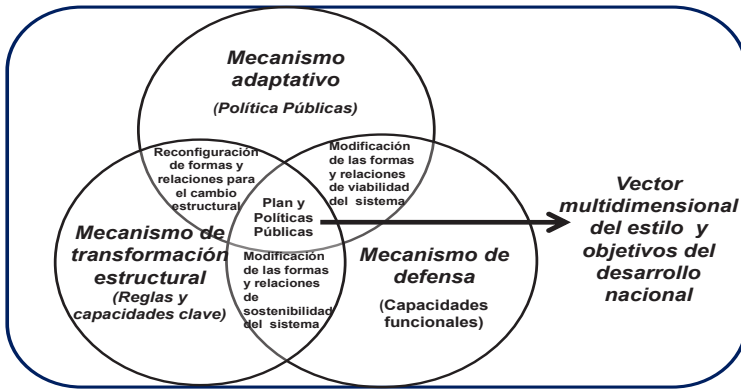 Mecanismo
adaptativo
(Política Públicas)
Reconfiguración
de formas y
relaciones para
el cambio
estructural
Modificación
de las formas
y relaciones
de viabilidad
del sistema
Plan y
Políticas
Públicas
Mecanismo de
transformación
estructural
(Reglas y
capacidades clave)
Modificación
de las formas
y relaciones
de
sostenibilidad
del sistema
Mecanismo de
defensa
(Capacidades
funcionales)
Vector
multidimensional
del estilo y
objetivos del
desarrollo
nacional